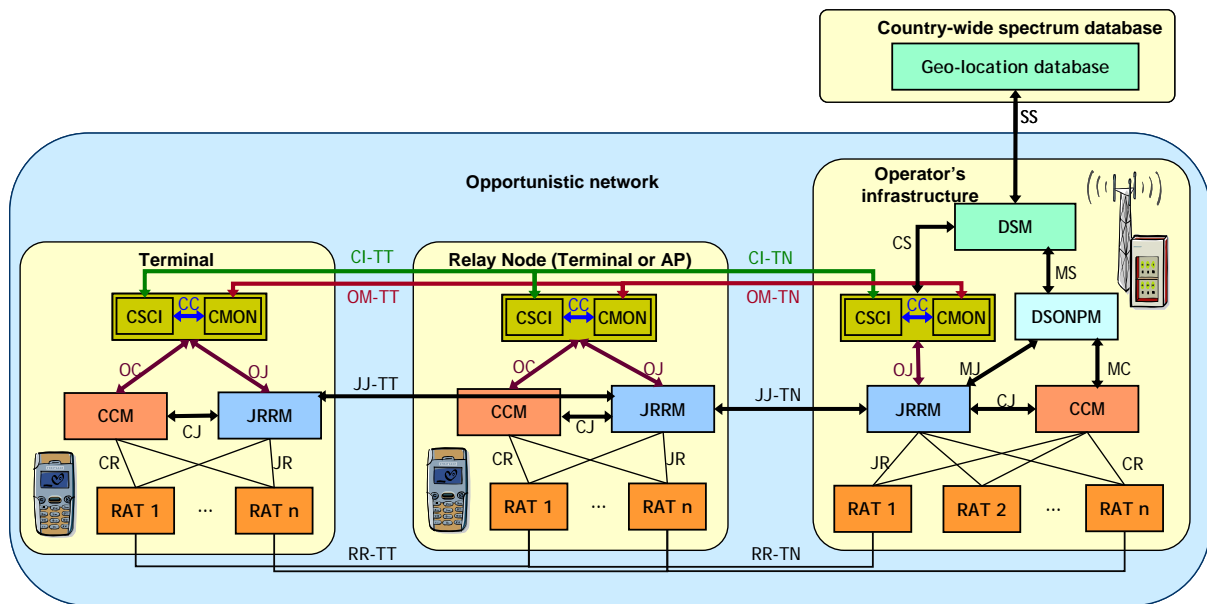 Country-wide spectrum database
Geo-location database
SS
Opportunistic network
Operator's
infrastructure
DSM
CS
MS
Terminal
CI-TT
Relay Node (Terminal or AP)
CI-TN
OM-TT
OM-TN
CSCI
CC
CMON
CSCI
CC
CMON
CSCI
CC
CMON
DSONPM
OC
OJ
OC
OJ
OJ
MJ
MC
JJ-TT
JJ-TN
CCM
CJ
JRRM
CCM
CJ
JRRM
JRRM
CJ
CCM
CR
JR
CR
JR
JR
CR
RAT 1
...
RAT n
RAT 1
...
RAT n
RAT 1
RAT 2
...
RAT n
RR-TT
RR-TN